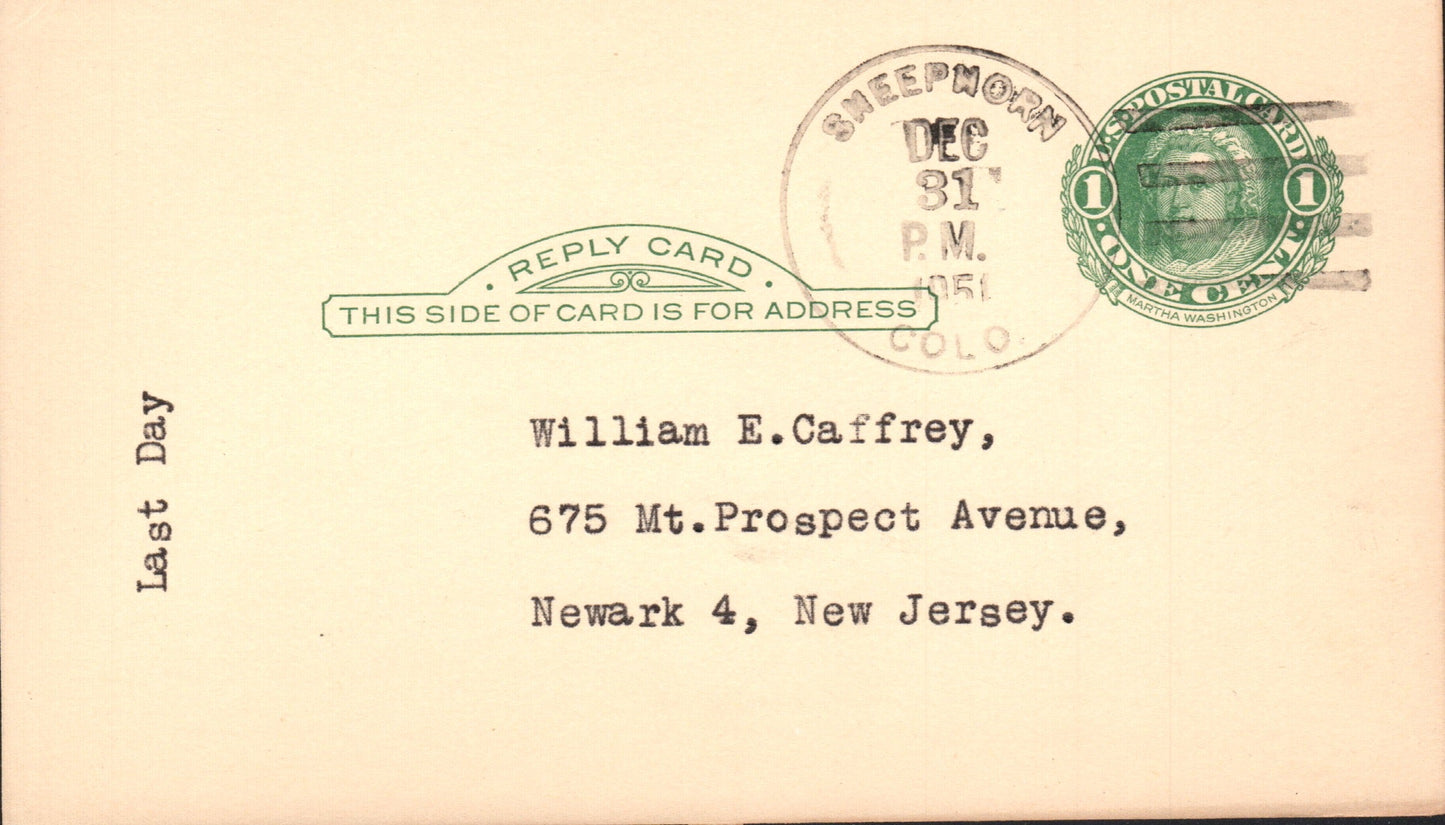 SHEEPHORN
DEC
31
P.M.
1951
COLO.
U.S. POSTAL CARD
1 1
· ONE CENT ·
MARTHA WASHINGTON
· REPLY CARD ·
THIS SIDE OF CARD IS FOR ADDRESS
Last Day
William E.Caffrey,
675 Mt.Prospect Avenue,
Newark 4, New Jersey.